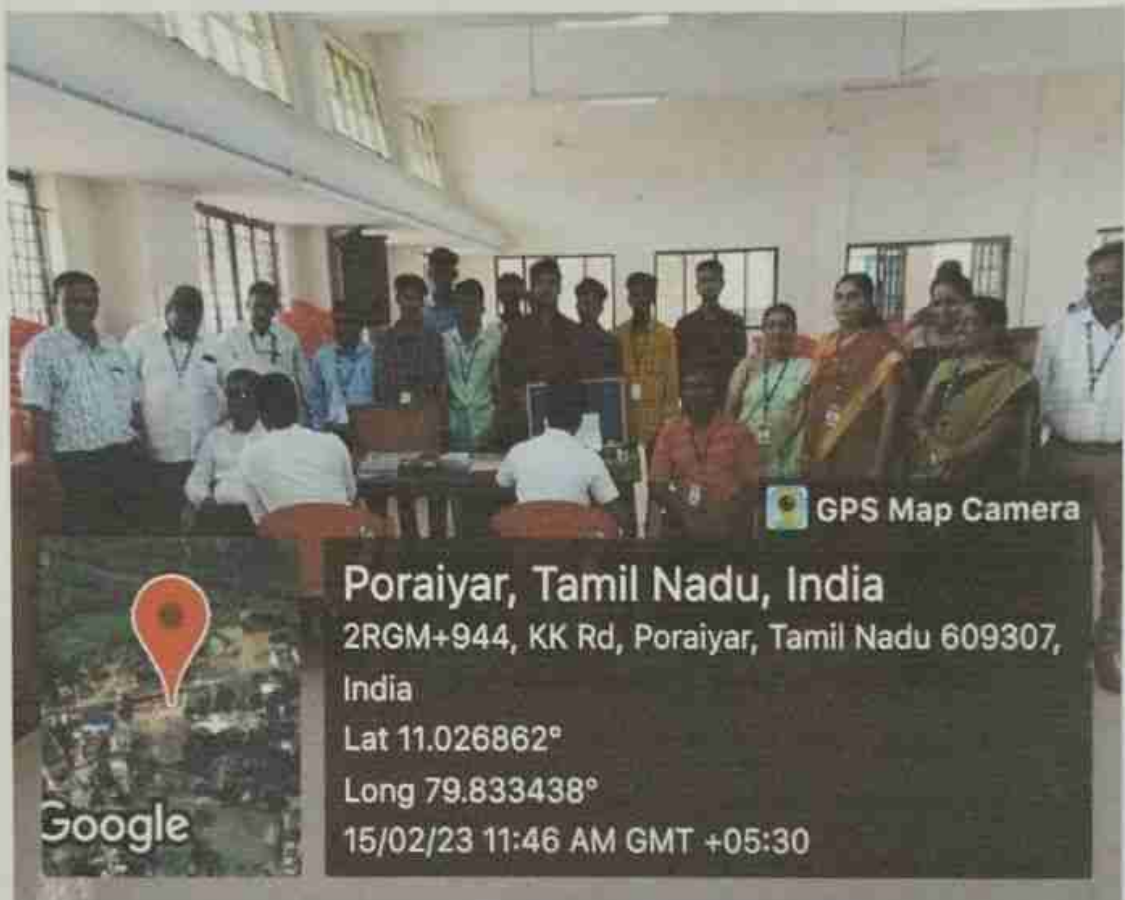 GPS Map Camera
Poraiyar, Tamil Nadu, India
2RGM+944, KK Rd, Poraiyar, Tamil Nadu 609307,
India
Lat 11.026862°
Long 79.833438°
15/02/23 11:46 AM GMT +05:30
Google